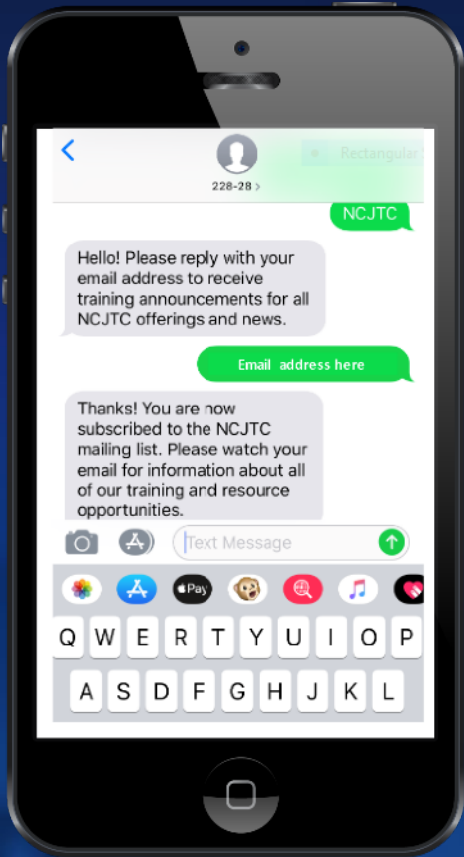 Rectangular
228-28 >
NCJTC
Hello! Please reply with your
email address to receive
training announcements for all
NCJTC offerings and news.
Email address here
Thanks! You are now
subscribed to the NCJTC
mailing list. Please watch your
email for information about all
of our training and resource
opportunities.
Text Message
Pay
Q W E R T Y U I O P
A S D F G H J K L